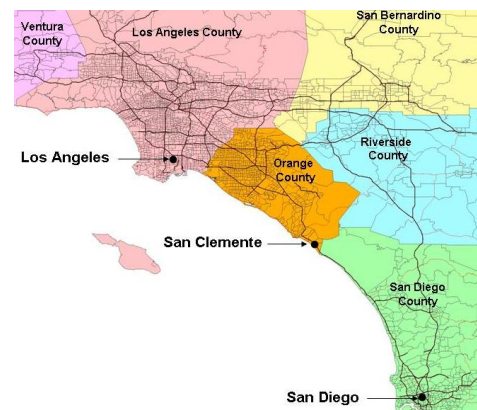 Ventura
County
Los Angeles County
San Bernardino
County
Los Angeles
Orange
County
Riverside
County
San Clemente
San Diego
County
San Diego